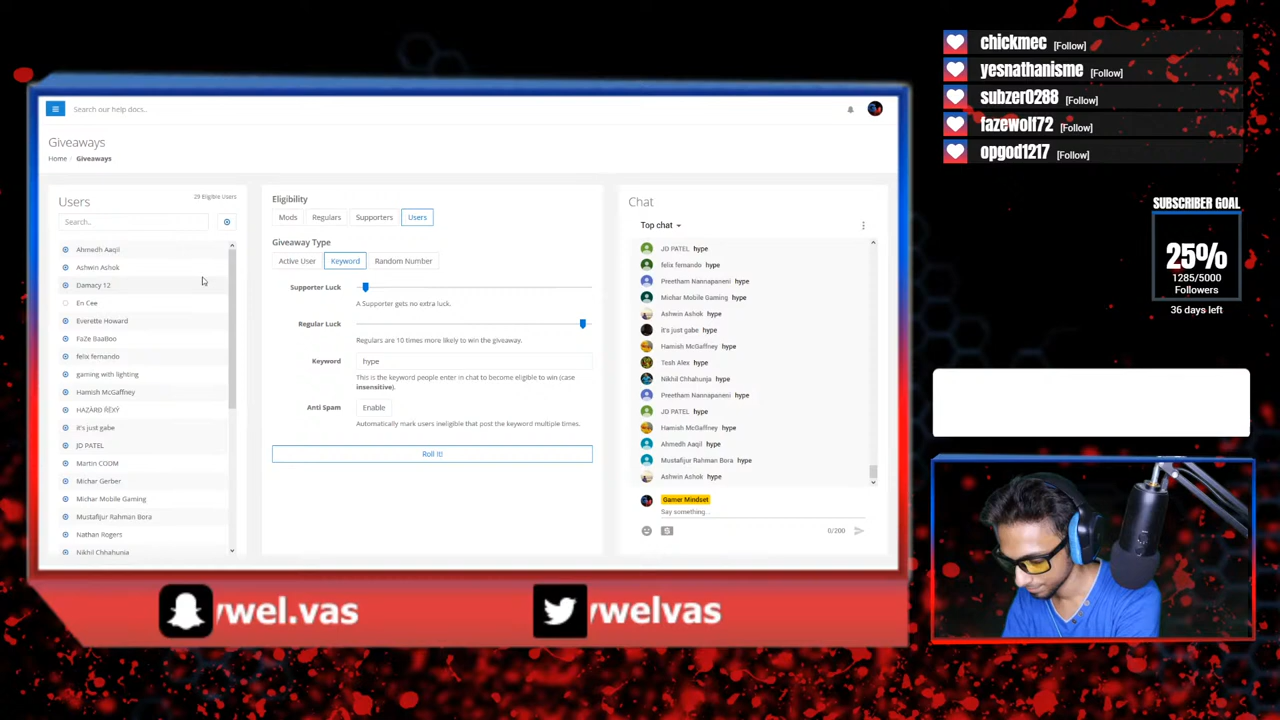 Search our help docs..
Giveaways
Home / Giveaways
Users
29 Eligible Users
Search..
Ahmedh Aaqil
Ashwin Ashok
Damacy 12
En Cee
Everette Howard
FaZe BaaBoo
felix fernando
gaming with lighting
Hamish McGaffney
HAZÀRĐ ŘĒXÝ
it's just gabe
JD PATEL
Martin CODM
Michar Gerber
Michar Mobile Gaming
Mustafijur Rahman Bora
Nathan Rogers
Nikhil Chhahunia
Eligibility
Mods
Regulars
Supporters
Users
Giveaway Type
Active User
Keyword
Random Number
Supporter Luck
A Supporter gets no extra luck.
Regular Luck
Regulars are 10 times more likely to win the giveaway.
Keyword
hype
This is the keyword people enter in chat to become eligible to win (case
insensitive).
Anti Spam
Enable
Automatically mark users ineligible that post the keyword multiple times.
Roll It!
Chat
Top chat
JD PATEL hype
felix fernando hype
Preetham Nannapaneni hype
Michar Mobile Gaming hype
Ashwin Ashok hype
it's just gabe hype
Hamish McGaffney hype
Tesh Alex hype
Nikhil Chhahunja hype
Preetham Nannapaneni hype
JD PATEL hype
Hamish McGaffney hype
Ahmedh Aaqil hype
Mustafijur Rahman Bora hype
Ashwin Ashok hype
Gamer Mindset
Say something...
0/200
chickmec [Follow]
yesnathanisme [Follow]
subzer0288 [Follow]
fazewolf72 [Follow]
opgod1217 [Follow]
SUBSCRIBER GOAL
25%
1285/5000
Followers
36 days left
/wel.vas
/welvas